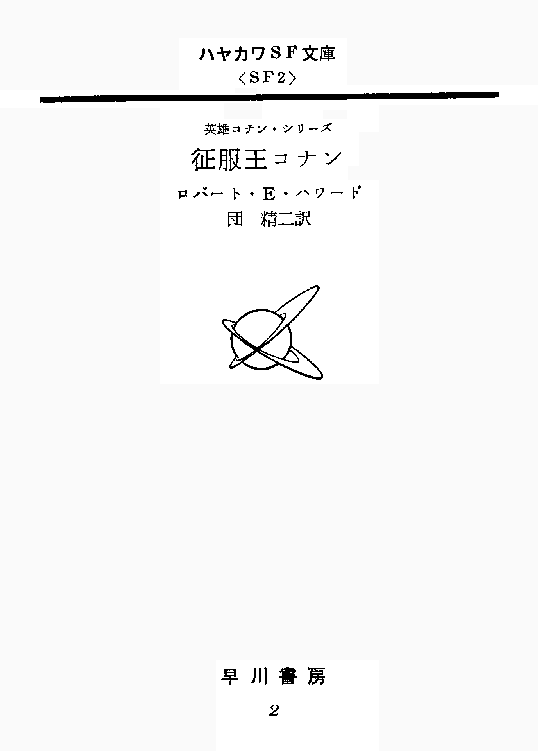 ハヤカワSF文庫
〈SF2〉
英雄コナン・シリーズ
征服王コナン
ロバート・E・ハワード
団 精二訳
早川書房
2